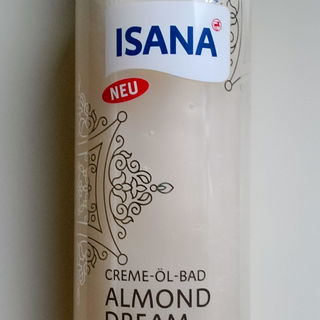 ISANA
NEU
CREME-ÖL-BAD
ALMOND
DREAM